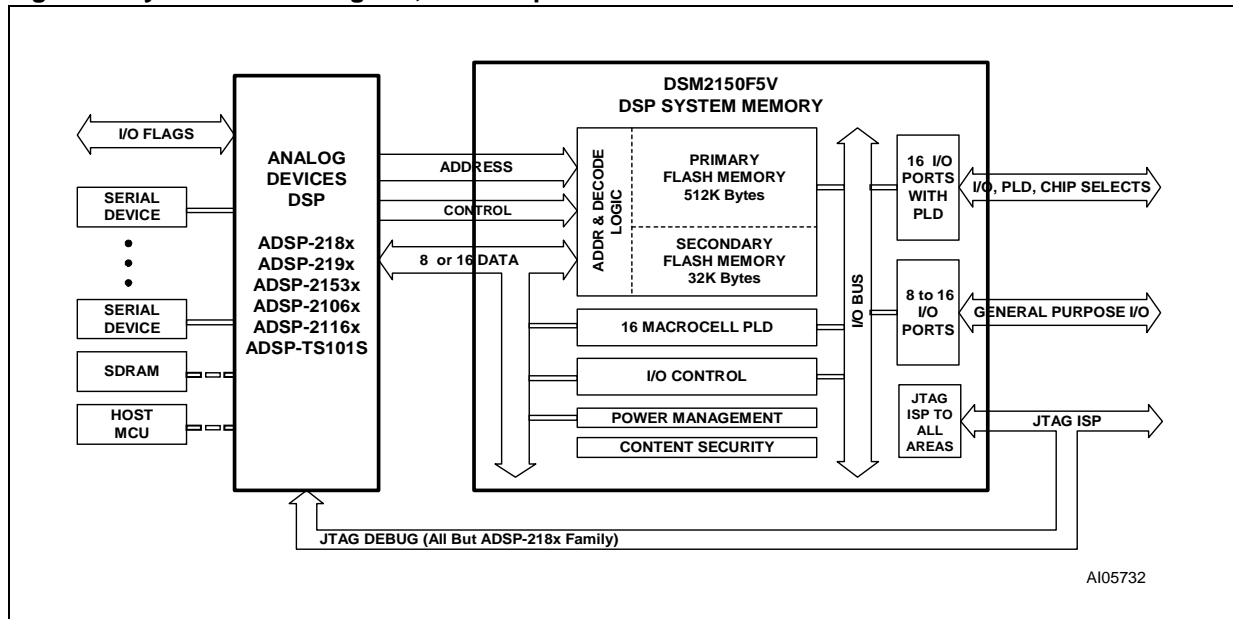 I/O FLAGS
SERIAL
DEVICE
SERIAL
DEVICE
SDRAM
HOST
MCU
ANALOG
DEVICES
DSP
ADSP-218x
ADSP-219x
ADSP-2153x
ADSP-2106x
ADSP-2116x
ADSP-TS101S
ADDRESS
CONTROL
8 or 16 DATA
DSM2150F5V
DSP SYSTEM MEMORY
ADDR & DECODE
LOGIC
PRIMARY
FLASH MEMORY
512K Bytes
SECONDARY
FLASH MEMORY
32K Bytes
16 MACROCELL PLD
I/O CONTROL
POWER MANAGEMENT
CONTENT SECURITY
I/O BUS
16 I/O
PORTS
WITH
PLD
8 to 16
I/O
PORTS
JTAG
ISP TO
ALL
AREAS
I/O, PLD, CHIP SELECTS
GENERAL PURPOSE I/O
JTAG ISP
JTAG DEBUG (All But ADSP-218x Family)
AI05732